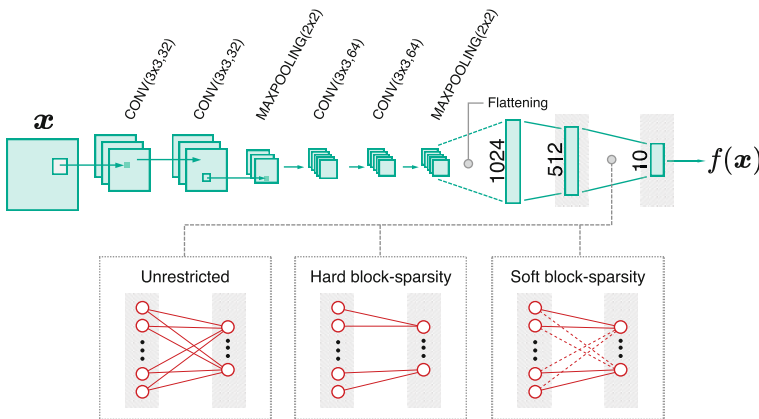 CONV(3x3,32)
CONV(3x3,32)
MAXPOOLING(2x2)
CONV(3x3,64)
CONV(3x3,64)
MAXPOOLING(2x2)
Flattening
x
1024
512
10
f(x)
Unrestricted
Hard block-sparsity
Soft block-sparsity